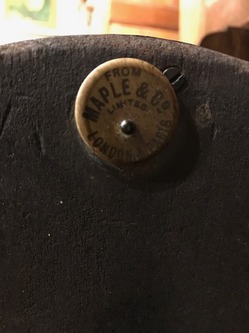 FROM
MAPLE & CO
LIMITED
LONDON & PARIS